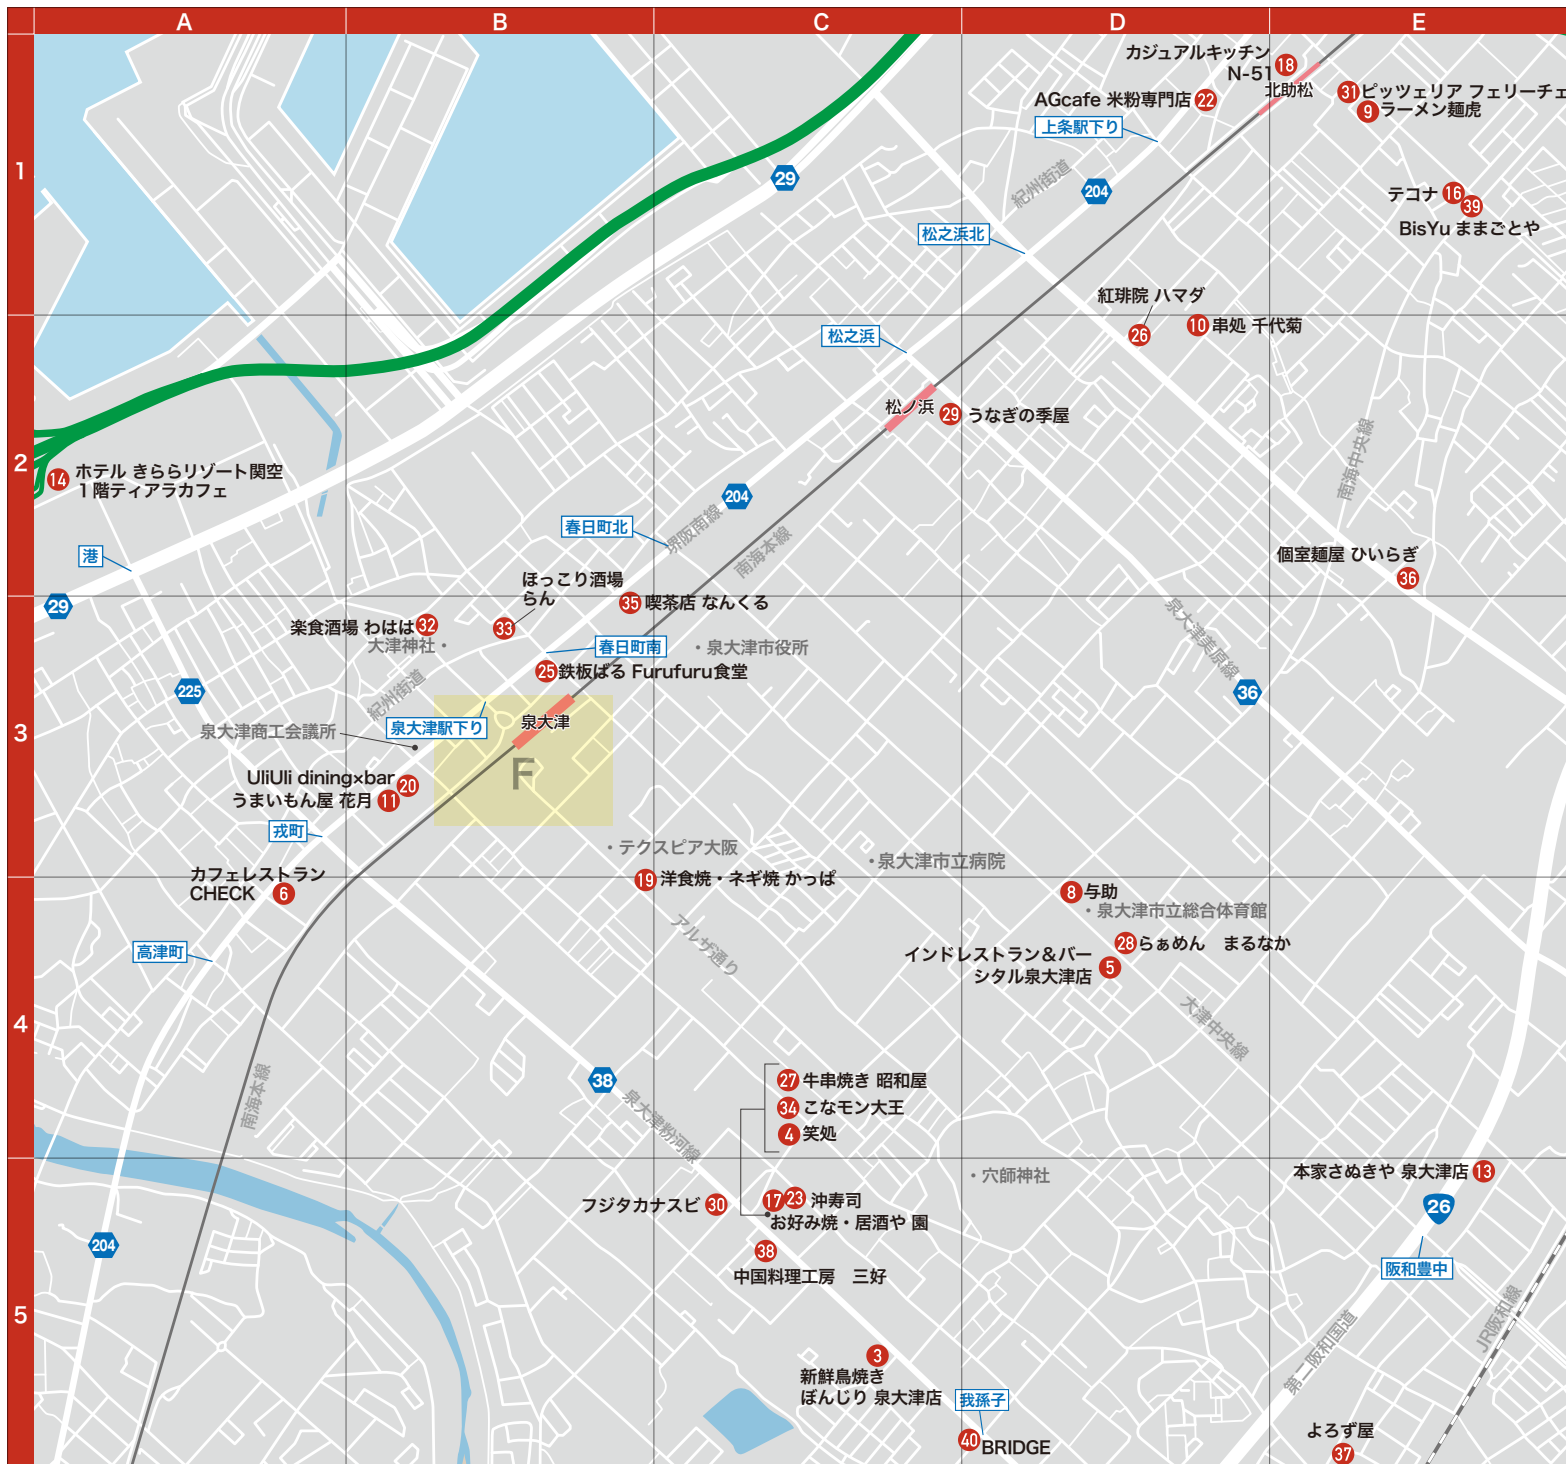 A
B
C
D
E
1
2
3
4
5
カジュアルキッチン
N-51
18
北助松
31 ピッツェリア フェリーチェ
9 ラーメン麺虎
AGcafe 米粉専門店 22
上条駅下り
紀州街道
204
29
テコナ 16
39
BisYu ままごとや
松之浜北
紅琲院 ハマダ
26
10 串処 千代菊
松之浜
松ノ浜
29 うなぎの季屋
南海中央線
14 ホテル きららリゾート関空
1階ティアラカフェ
204
春日町北
堺阪南線
南海本線
港
29
個室麺屋 ひいらぎ
36
ほっこり酒場
らん
33
35 喫茶店 なんくる
楽食酒場 わはは 32
大津神社
春日町南
泉大津市役所
泉大津美原線
36
25 鉄板ばる Furufuru食堂
225
紀州街道
泉大津駅下り
泉大津
泉大津商工会議所
F
UliUli dining×bar 20
うまいもん屋 花月 11
戎町
テクスピア大阪
泉大津市立病院
カフェレストラン
CHECK 6
19 洋食焼・ネギ焼 かっぱ
8 与助
泉大津市立総合体育館
高津町
アルザ通り
28 らぁめん まるなか
インドレストラン&バー
シタル泉大津店 5
大津中央線
南海本線
38
泉大津粉河線
27 牛串焼き 昭和屋
34 こなモン大王
4 笑処
穴師神社
本家さぬきや 泉大津店 13
フジタカナスビ 30
17 23 沖寿司
お好み焼・居酒や 園
26
204
38
中国料理工房 三好
阪和豊中
JR阪和線
第二阪和国道
3
新鮮鳥焼き
ぼんじり 泉大津店
我孫子
40 BRIDGE
よろず屋
37